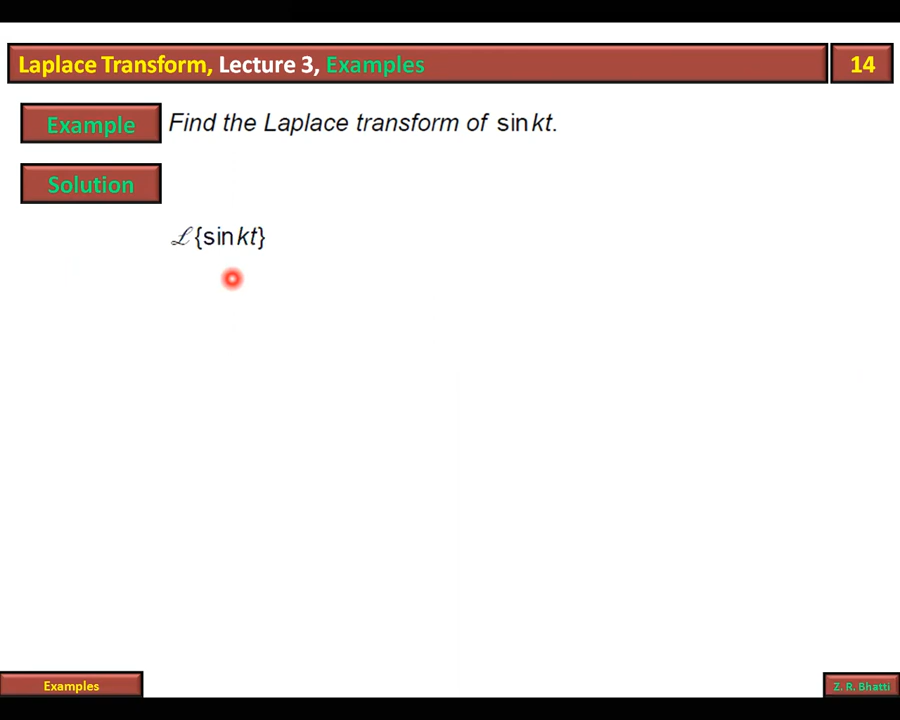 Laplace Transform, Lecture 3, Examples 14
Example Find the Laplace transform of sin kt.
Solution
ℒ {sin kt}
Examples Z. R. Bhatti